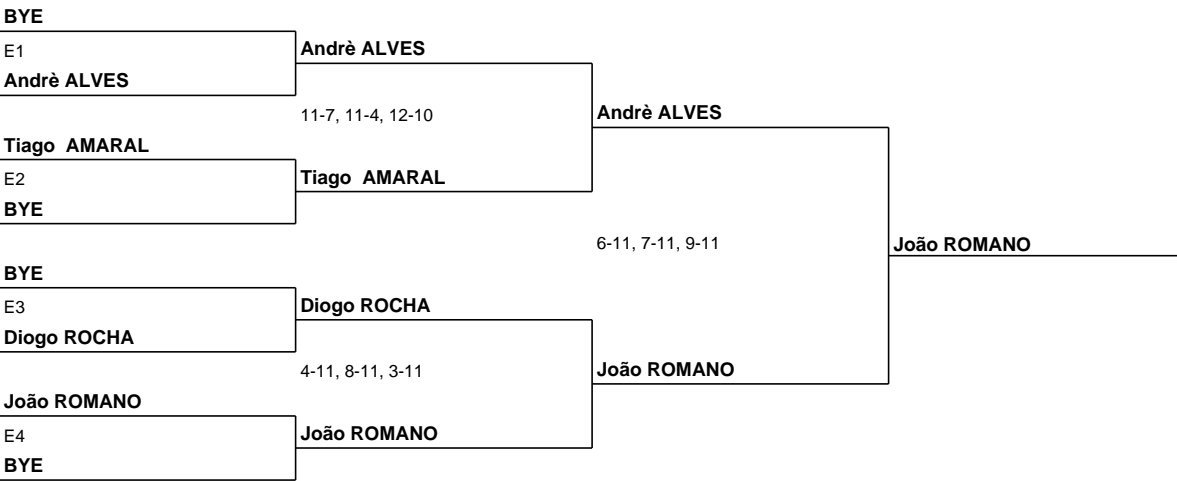 BYE
E1
Andrè ALVES
Andrè ALVES
11-7, 11-4, 12-10
Andrè ALVES
Tiago  AMARAL
E2
Tiago  AMARAL
BYE
6-11, 7-11, 9-11
João ROMANO
BYE
E3
Diogo ROCHA
Diogo ROCHA
4-11, 8-11, 3-11
João ROMANO
João ROMANO
E4
João ROMANO
BYE